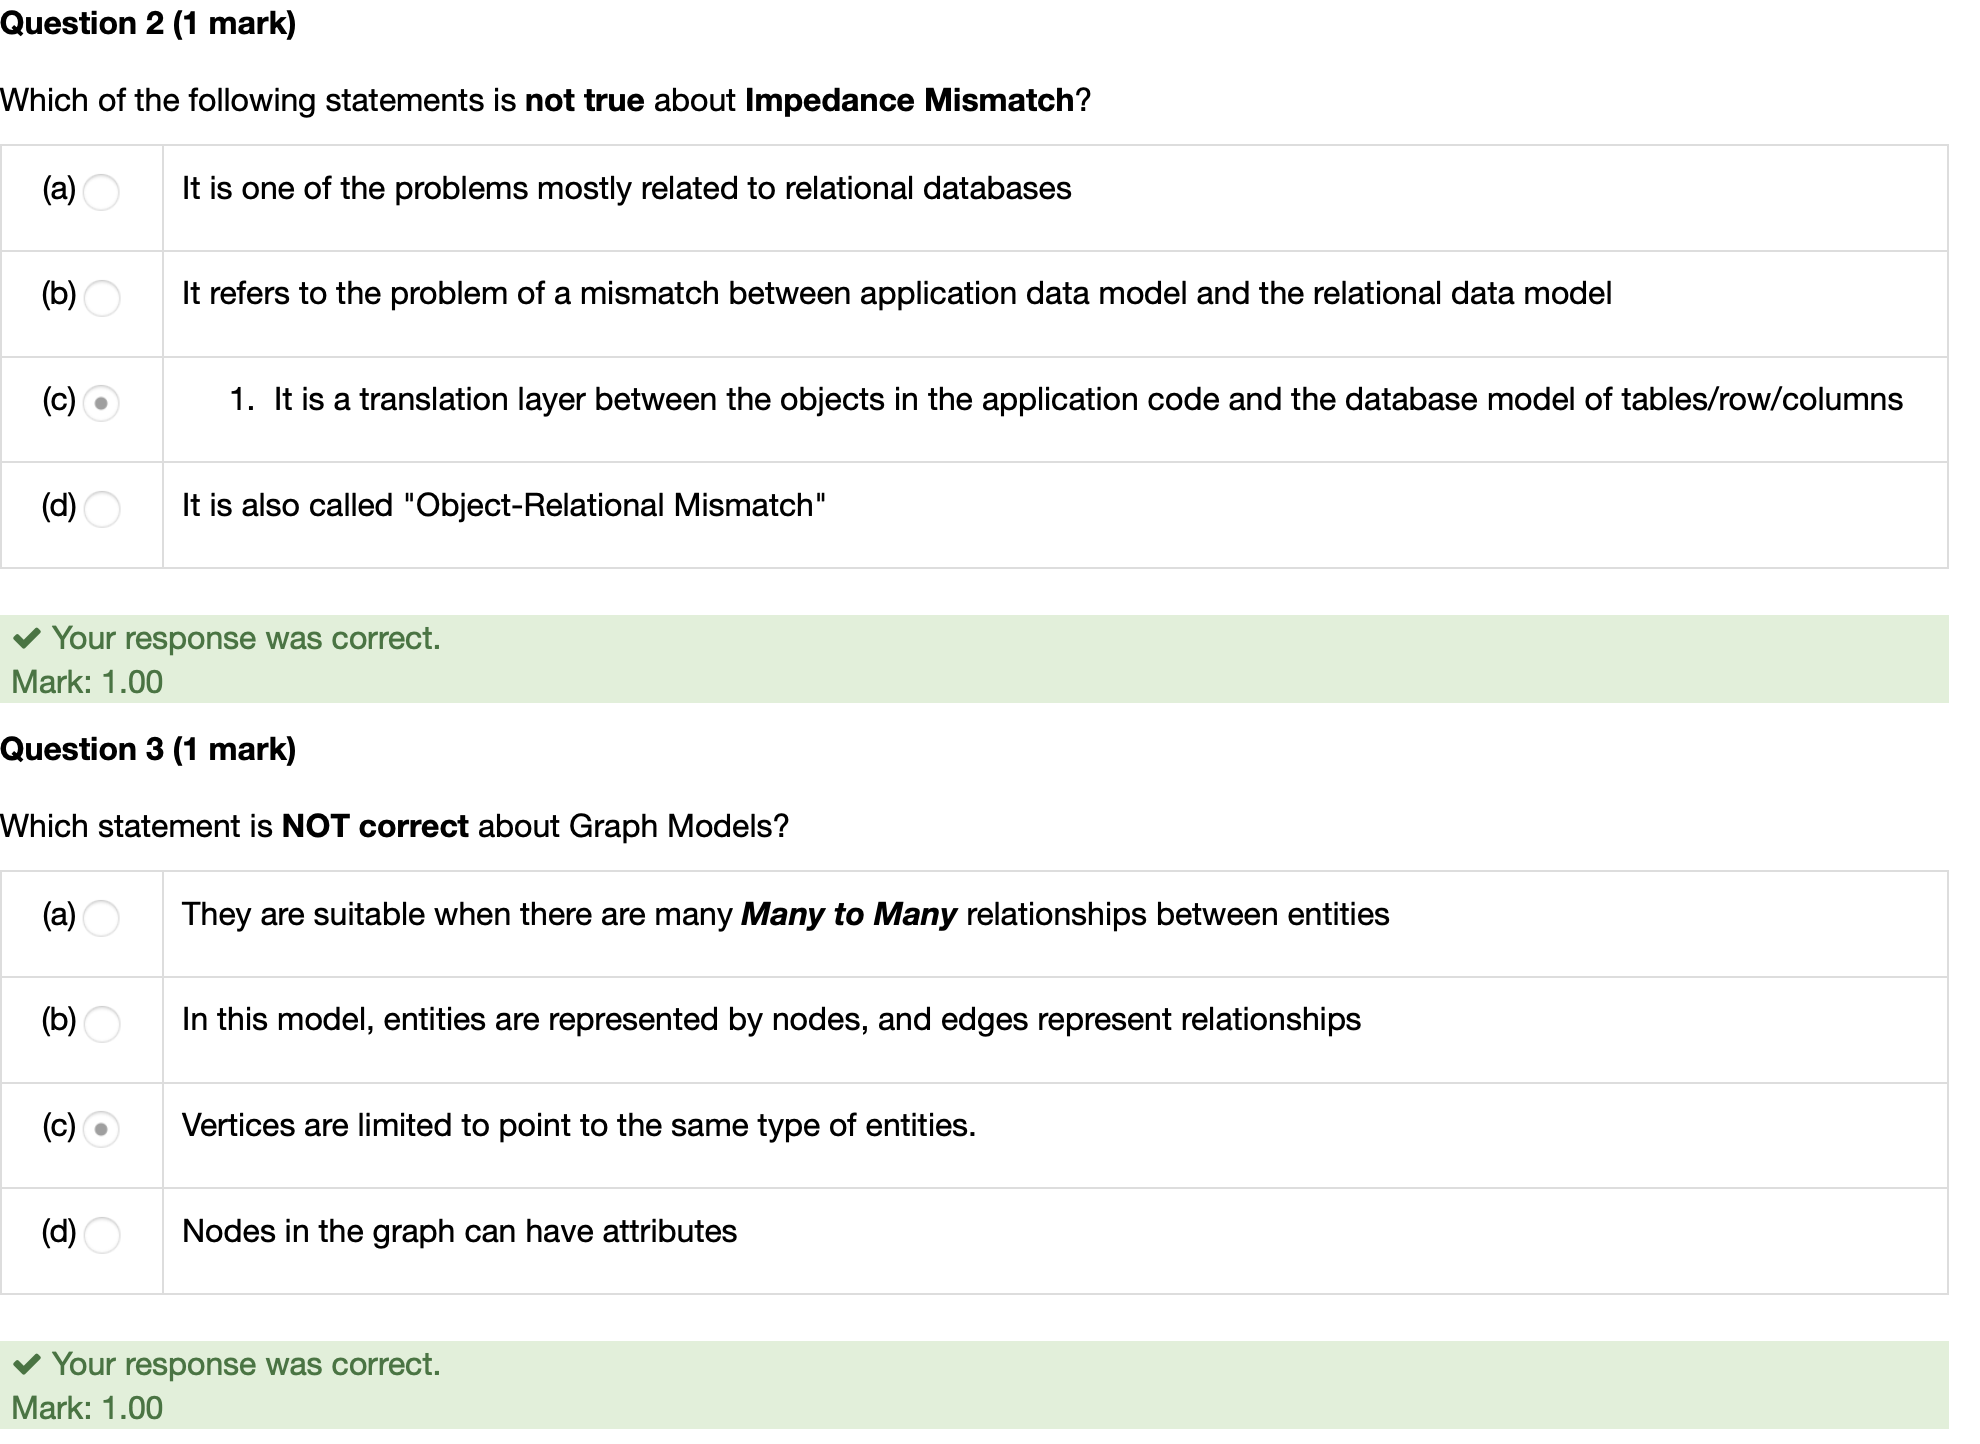 Question 2 (1 mark)
Which of the following statements is not true about Impedance Mismatch?
(a) It is one of the problems mostly related to relational databases
(b) It refers to the problem of a mismatch between application data model and the relational data model
(c) 1. It is a translation layer between the objects in the application code and the database model of tables/row/columns
(d) It is also called "Object-Relational Mismatch"
✔ Your response was correct.
Mark: 1.00
Question 3 (1 mark)
Which statement is NOT correct about Graph Models?
(a) They are suitable when there are many Many to Many relationships between entities
(b) In this model, entities are represented by nodes, and edges represent relationships
(c) Vertices are limited to point to the same type of entities.
(d) Nodes in the graph can have attributes
✔ Your response was correct.
Mark: 1.00